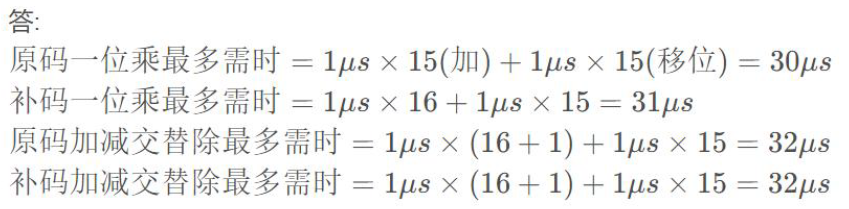 答:
原码一位乘最多需时 = 1μs × 15(加) + 1μs × 15(移位) = 30μs
补码一位乘最多需时 = 1μs × 16 + 1μs × 15 = 31μs
原码加减交替除最多需时 = 1μs × (16 + 1) + 1μs × 15 = 32μs
补码加减交替除最多需时 = 1μs × (16 + 1) + 1μs × 15 = 32μs